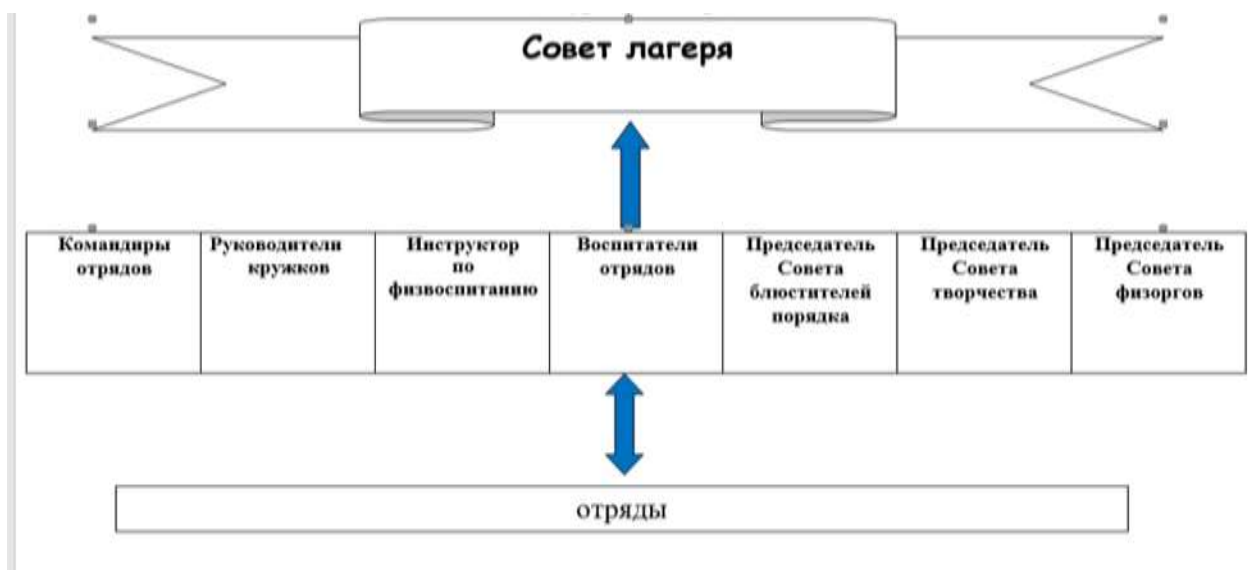 Совет лагеря
Командиры
отрядов
Руководители
кружков
Инструктор
по
физвоспитанию
Воспитатели
отрядов
Председатель
Совета
блюстителей
порядка
Председатель
Совета
творчества
Председатель
Совета
физоргов
отряды